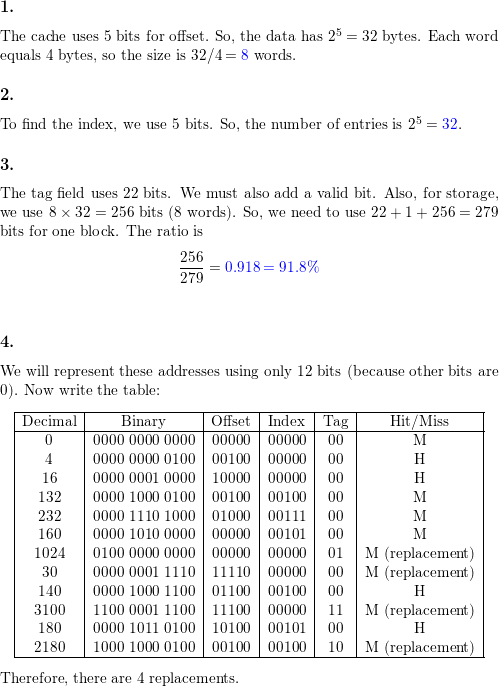 1.
The cache uses 5 bits for offset. So, the data has 2^5 = 32 bytes. Each word
equals 4 bytes, so the size is 32/4 = 8 words.
2.
To find the index, we use 5 bits. So, the number of entries is 2^5 = 32.
3.
The tag field uses 22 bits. We must also add a valid bit. Also, for storage,
we use 8 × 32 = 256 bits (8 words). So, we need to use 22 + 1 + 256 = 279
bits for one block. The ratio is
256/279 = 0.918 = 91.8%
4.
We will represent these addresses using only 12 bits (because other bits are
0). Now write the table:
Decimal Binary Offset Index Tag Hit/Miss
0 0000 0000 0000 00000 00000 00 M
4 0000 0000 0100 00100 00000 00 H
16 0000 0001 0000 10000 00000 00 H
132 0000 1000 0100 00100 00100 00 M
232 0000 1110 1000 01000 00111 00 M
160 0000 1010 0000 00000 00101 00 M
1024 0100 0000 0000 00000 00000 01 M (replacement)
30 0000 0001 1110 11110 00000 00 M (replacement)
140 0000 1000 1100 01100 00100 00 H
3100 1100 0001 1100 11100 00000 11 M (replacement)
180 0000 1011 0100 10100 00101 00 H
2180 1000 1000 0100 00100 00100 10 M (replacement)
Therefore, there are 4 replacements.